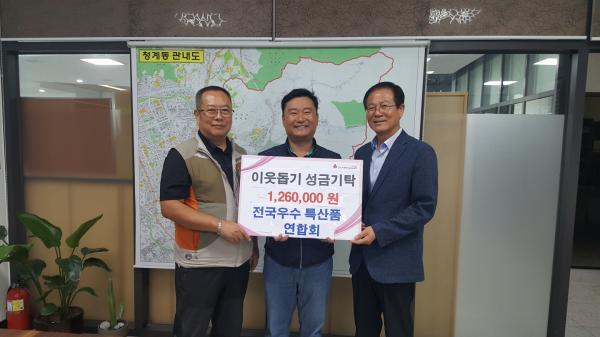 청계동 관내도
이웃돕기 성금기탁
1,260,000 원
전국우수 특산품
연합회